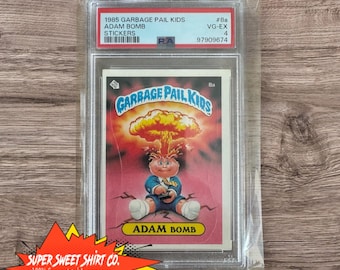 1985 GARBAGE PAIL KIDS #8a
ADAM BOMB VG-EX
STICKERS 4
PSA 97909674
GARBAGE PAIL KIDS
8a
ADAM BOMB
SUPER SWEET SHIRT CO.